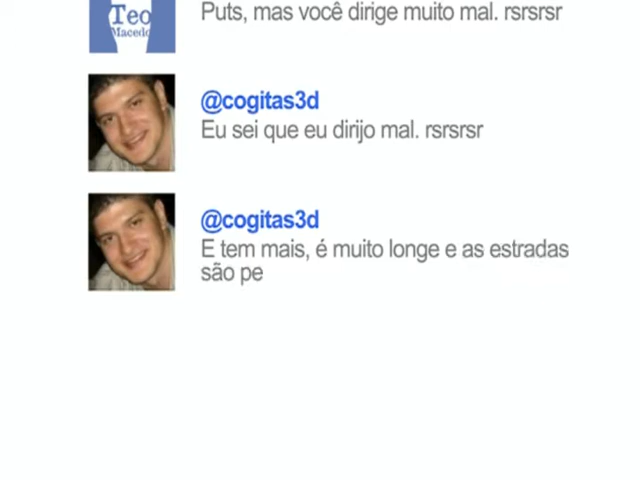 Teo
Macedo
Puts, mas você dirige muito mal. rsrsrsr
@cogitas3d
Eu sei que eu dirijo mal. rsrsrsr
@cogitas3d
E tem mais, é muito longe e as estradas
são pe